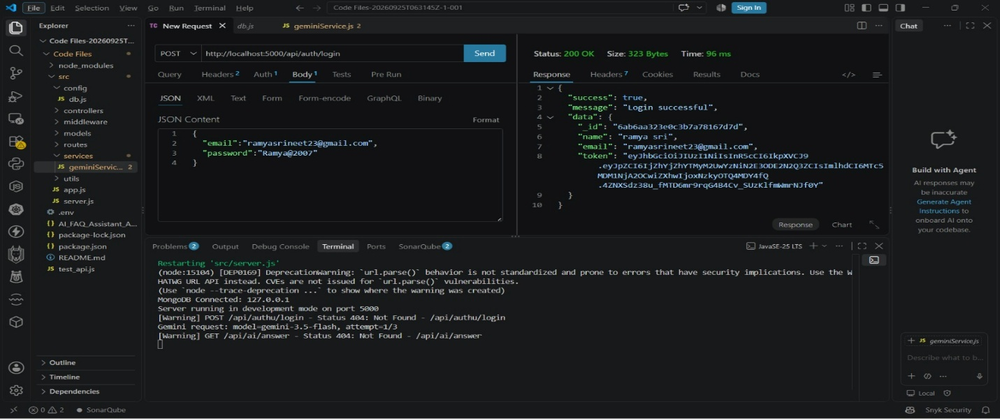 File Edit Selection View Go Run Terminal Help
Code Files-20260925T063145Z-1-001
Sign In
Explorer
Code Files-20260925T...
Code Files
node_modules
src
config
JS db.js
controllers
middleware
models
routes
services
JS geminiServic... 2
utils
JS app.js
JS server.js
.env
{} AI_FAQ_Assistant_A...
{} package-lock.json
{} package.json
README.md
JS test_api.js
Outline
Timeline
Dependencies
TC New Request
db.js
JS geminiService.js 2
POST
http://localhost:5000/api/auth/login
Send
Query Headers 2 Auth 1 Body 1 Tests Pre Run
JSON XML Text Form Form-encode GraphQL Binary
JSON Content
Format
1 {
2 "email":"ramyasrineet23@gmail.com",
3 "password":"Ramya@2007"
4 }
Status: 200 OK Size: 323 Bytes Time: 96 ms
Response Headers 7 Cookies Results Docs
1 {
2 "success": true,
3 "message": "Login successful",
4 "data": {
5 "_id": "6ab6aa323e0c3b7a78167d7d",
6 "name": "ramya sri",
7 "email": "ramyasrineet23@gmail.com",
8 "token": "eyJhbGciOiJIUzI1NiIsInR5cCI6IkpXVCJ9
9 }
10 }
Response Chart
Problems 2 Output Debug Console Terminal Ports SonarQube 2
JavaSE-25 LTS
Restarting 'src/server.js'
(node:15104) [DEP0169] DeprecationWarning: `url.parse()` behavior is not standardized and prone to errors that have security implications. Use the W
HATWG URL API instead. CVEs are not issued for `url.parse()` vulnerabilities.
(Use `node --trace-deprecation ...` to show where the warning was created)
MongoDB Connected: 127.0.0.1
Server running in development mode on port 5000
[Warning] POST /api/authu/login - Status 404: Not Found - /api/authu/login
Gemini request: model=gemini-3.5-flash, attempt=1/3
[Warning] GET /api/ai/answer - Status 404: Not Found - /api/ai/answer
Chat
Build with Agent
AI responses may
be inaccurate
Generate Agent
Instructions to
onboard AI onto
your codebase.
JS geminiService.js
Describe what to b...
Local
0 2 SonarQube
Snyk Security